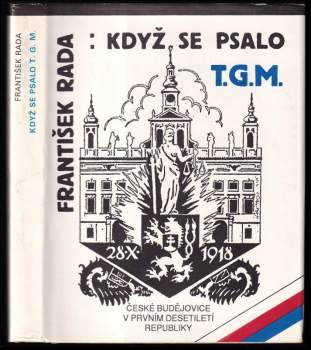 FRANTIŠEK RADA
KDYŽ SE PSALO T. G. M.
FRANTIŠEK RADA:
KDYŽ SE PSALO
T.G.M.
28·X· 1918
ČESKÉ BUDĚJOVICE
V PRVNÍM DESETILETÍ
REPUBLIKY